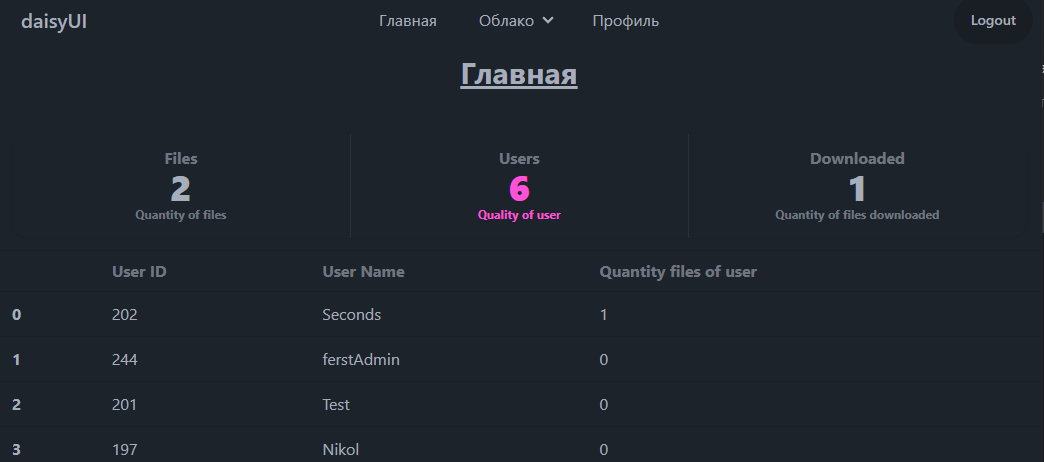 daisyUI Главная Облако Профиль Logout
Главная
Files Users Downloaded
2 6 1
Quantity of files Quality of user Quantity of files downloaded
User ID User Name Quantity files of user
0 202 Seconds 1
1 244 ferstAdmin 0
2 201 Test 0
3 197 Nikol 0